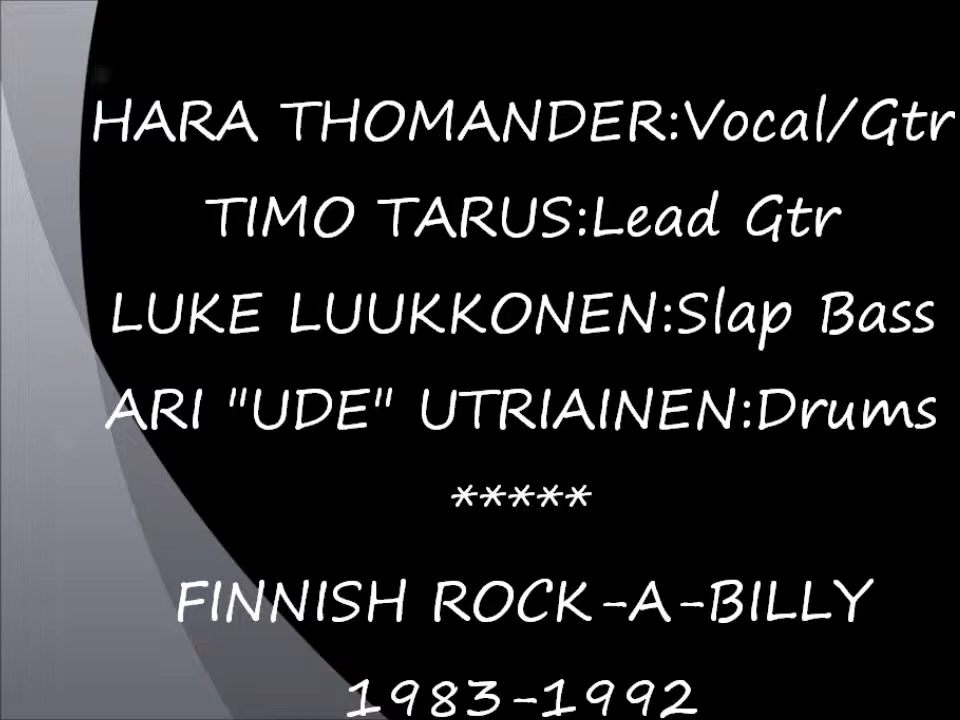 HARA THOMANDER:Vocal/Gtr
TIMO TARUS:Lead Gtr
LUKE LUUKKONEN:Slap Bass
ARI "UDE" UTRIAINEN:Drums
*****
FINNISH ROCK-A-BILLY
1983-1992